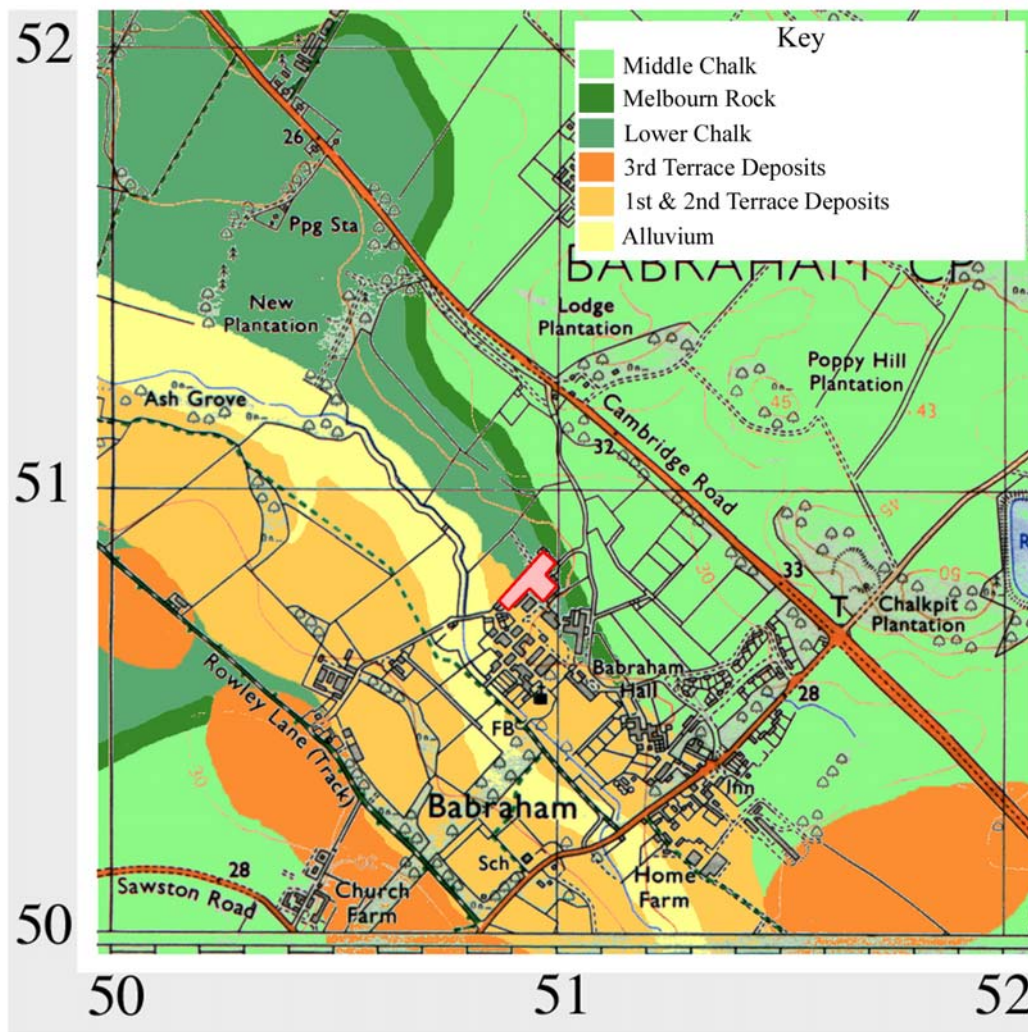 52
Key
Middle Chalk
Melbourn Rock
Lower Chalk
3rd Terrace Deposits
1st & 2nd Terrace Deposits
Alluvium
26
Ppg Sta
BABRAHAM CP
New
Plantation
Lodge
Plantation
Poppy Hill
Plantation
45
43
Ash Grove
Cambridge Road
32
51
45
30
33
50
R
T
Chalkpit
Plantation
Rowley Lane (Track)
Babraham
Hall
28
FB
30
Babraham
Inn
Sch
Home
Farm
28
Sawston Road
30
Church
Farm
50
50
51
52